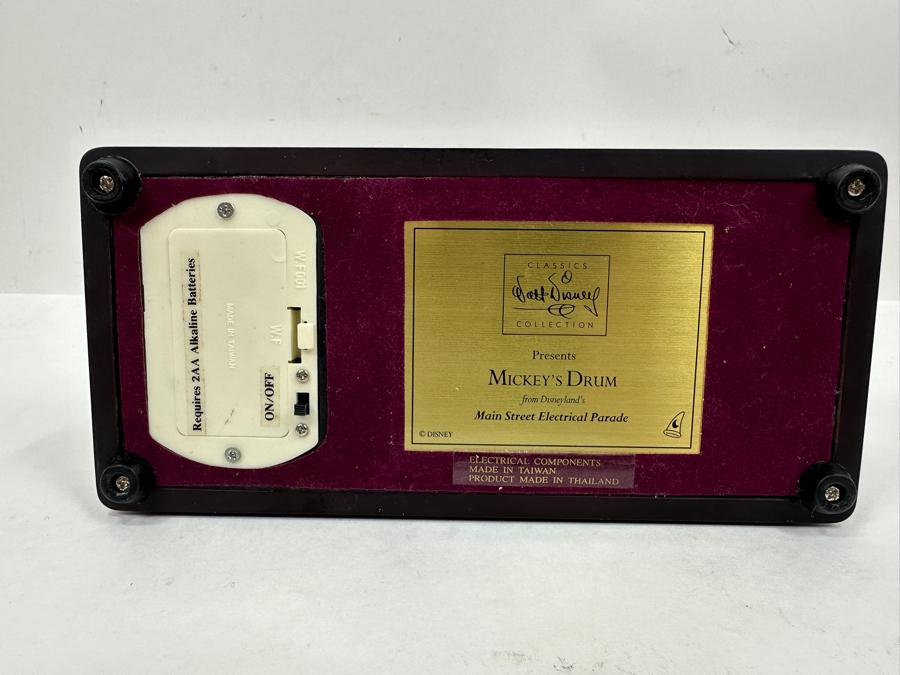 Requires 2AA Alkaline Batteries
MADE IN TAIWAN
W.F001
W.F
ON/OFF
CLASSICS
Walt Disney
COLLECTION
Presents
MICKEY'S DRUM
from Disneyland's
Main Street Electrical Parade
© DISNEY
ELECTRICAL COMPONENTS
MADE IN TAIWAN
PRODUCT MADE IN THAILAND